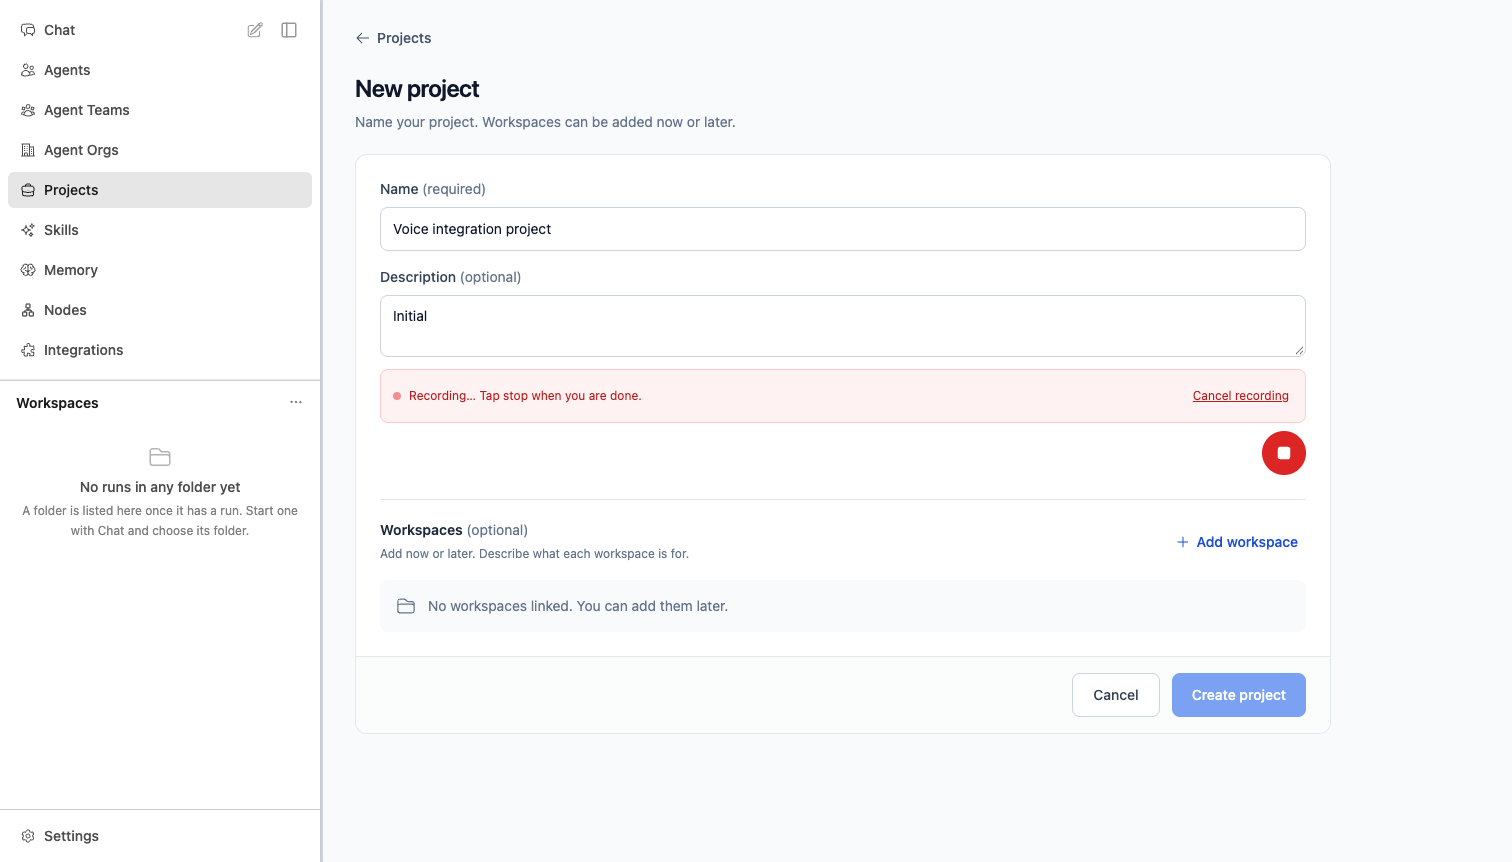 Chat
Agents
Agent Teams
Agent Orgs
Projects
Skills
Memory
Nodes
Integrations
Workspaces
No runs in any folder yet
A folder is listed here once it has a run. Start one
with Chat and choose its folder.
Settings
Projects
New project
Name your project. Workspaces can be added now or later.
Name (required)
Voice integration project
Description (optional)
Initial
Recording... Tap stop when you are done.
Cancel recording
Workspaces (optional)
Add now or later. Describe what each workspace is for.
Add workspace
No workspaces linked. You can add them later.
Cancel
Create project